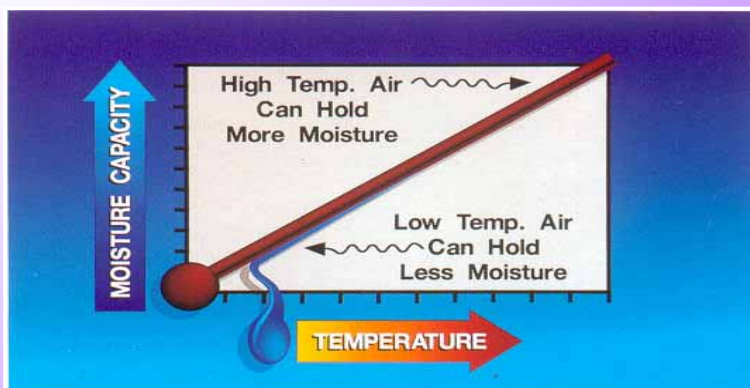 MOISTURE CAPACITY
High Temp. Air
Can Hold
More Moisture
Low Temp. Air
Can Hold
Less Moisture
TEMPERATURE